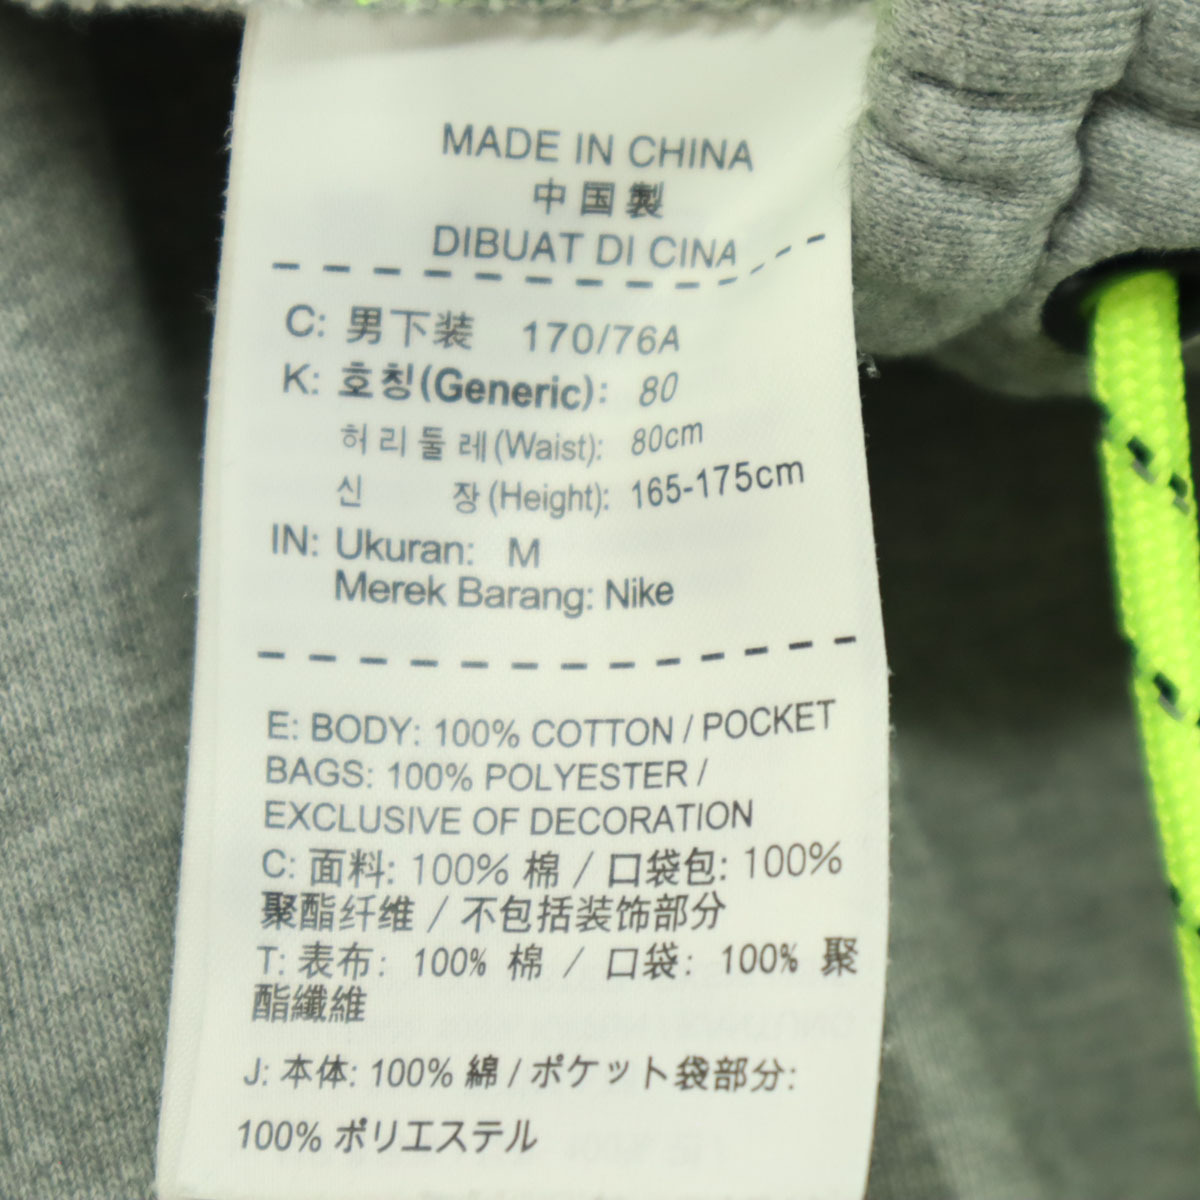 MADE IN CHINA
中国製
DIBUAT DI CINA
C: 男下装 170/76A
K: 호칭(Generic): 80
허리둘레(Waist): 80cm
신 장(Height): 165-175cm
IN: Ukuran: M
Merek Barang: Nike
E: BODY: 100% COTTON / POCKET
BAGS: 100% POLYESTER /
EXCLUSIVE OF DECORATION
C: 面料: 100% 棉 / 口袋包: 100%
聚酯纤维 / 不包括装饰部分
T: 表布: 100% 棉 / 口袋: 100% 聚
酯纖維
J: 本体: 100% 綿 / ポケット袋部分:
100% ポリエステル